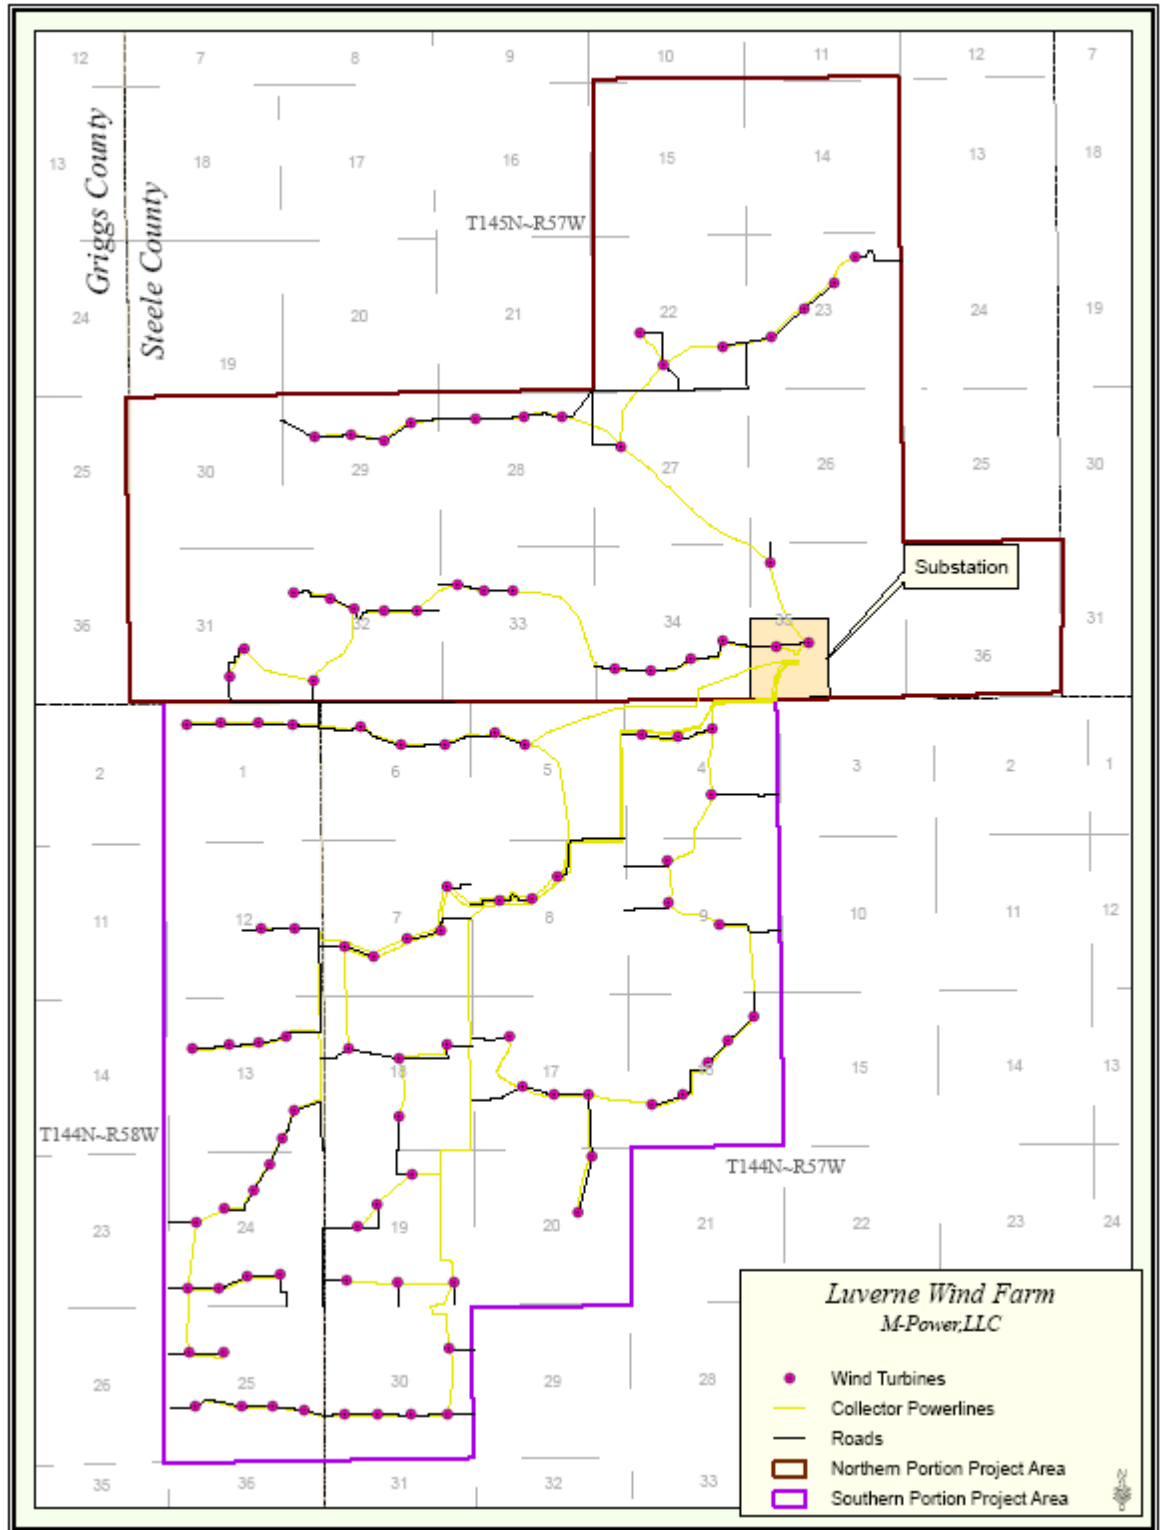 12 7 8 9 10 11 12 7
Griggs County
Steele County
13 18 17 16 15 14 13 18
T145N~R57W
24 19 20 21 22 23 24 19
25 30 29 28 27 26 25 30
Substation
36 31 32 33 34 35 36 31
2 1 6 5 4 3 2 1
11 12 7 8 9 10 11 12
14 13 18 17 16 15 14 13
T144N~R58W
T144N~R57W
23 24 19 20 21 22 23 24
26 25 30 29 28
35 36 31 32 33
Luverne Wind Farm
M-Power,LLC
Wind Turbines
Collector Powerlines
Roads
Northern Portion Project Area
Southern Portion Project Area
N